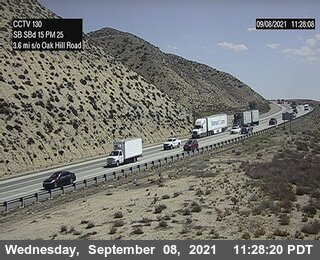 CCTV 130
SB SBd 15 PM 25
3.6 mi s/o Oak Hill Road
09/08/2021 11:28:08
Wednesday, September 08, 2021 11:28:20 PDT